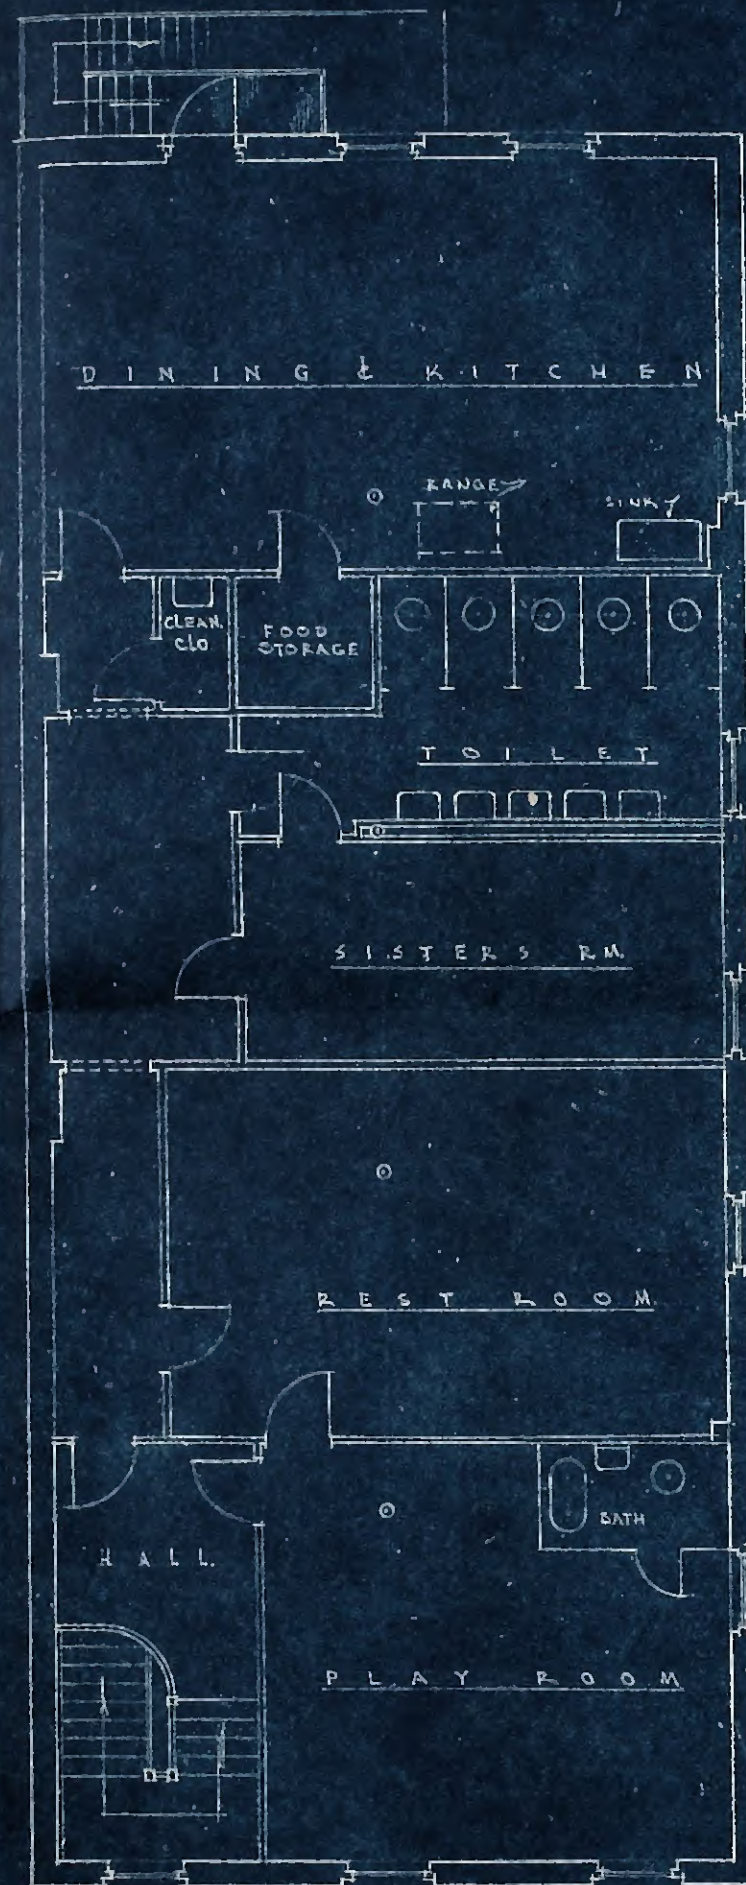 DINING & KITCHEN
RANGE
SINK
CLEAN.
CLO
FOOD
STORAGE
TOILET
SISTERS RM.
REST ROOM.
BATH
HALL.
PLAY ROOM